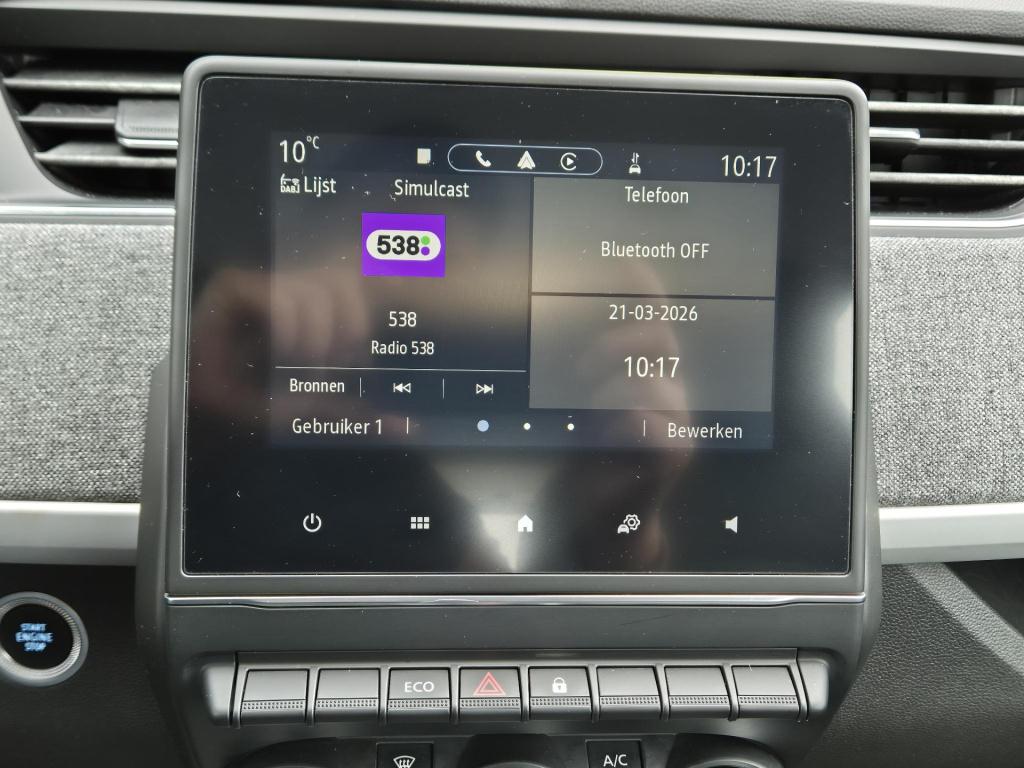 10°C
10:17
DAB Lijst
Simulcast
538
538
Radio 538
Bronnen
Telefoon
Bluetooth OFF
21-03-2026
10:17
Gebruiker 1
Bewerken
START
ENGINE
STOP
ECO
A/C